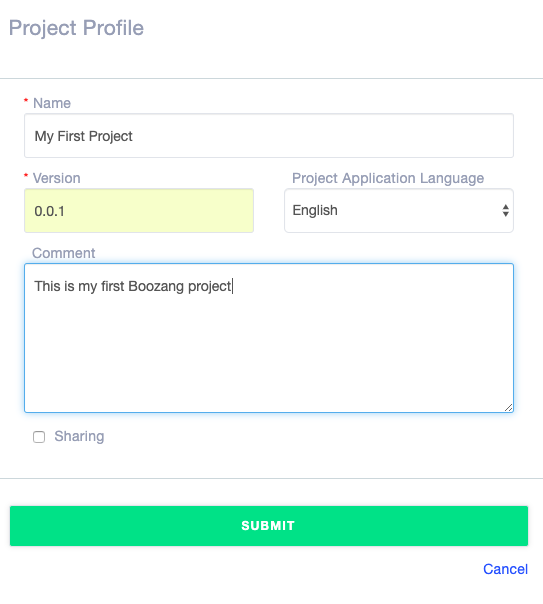 Project Profile
* Name
My First Project
* Version
Project Application Language
0.0.1
English
Comment
This is my first Boozang project
Sharing
SUBMIT
Cancel